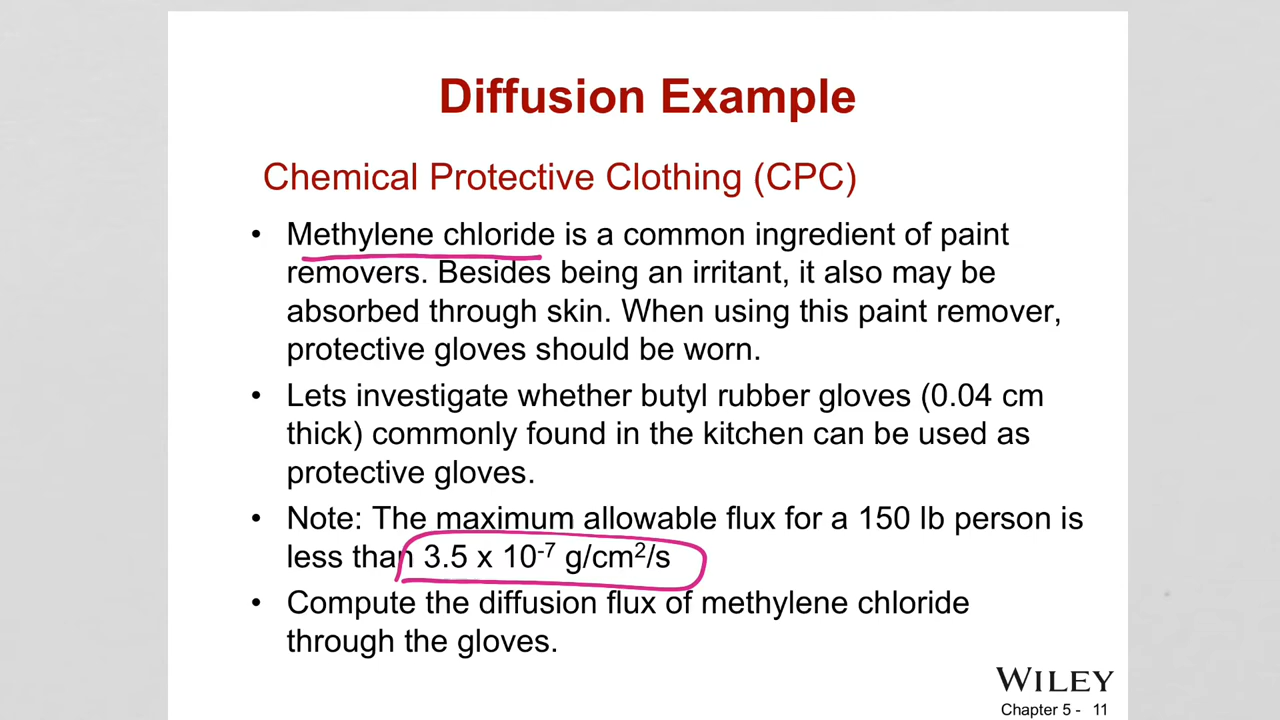 Diffusion Example
Chemical Protective Clothing (CPC)
• Methylene chloride is a common ingredient of paint
removers. Besides being an irritant, it also may be
absorbed through skin. When using this paint remover,
protective gloves should be worn.
• Lets investigate whether butyl rubber gloves (0.04 cm
thick) commonly found in the kitchen can be used as
protective gloves.
• Note: The maximum allowable flux for a 150 lb person is
less than 3.5 x 10⁻⁷ g/cm²/s
• Compute the diffusion flux of methylene chloride
through the gloves.
WILEY
Chapter 5 - 11